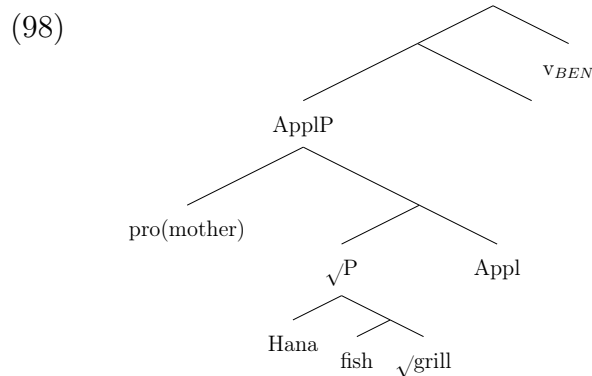 (98)
v_BEN
ApplP
pro(mother)
√P Appl
Hana
fish √grill